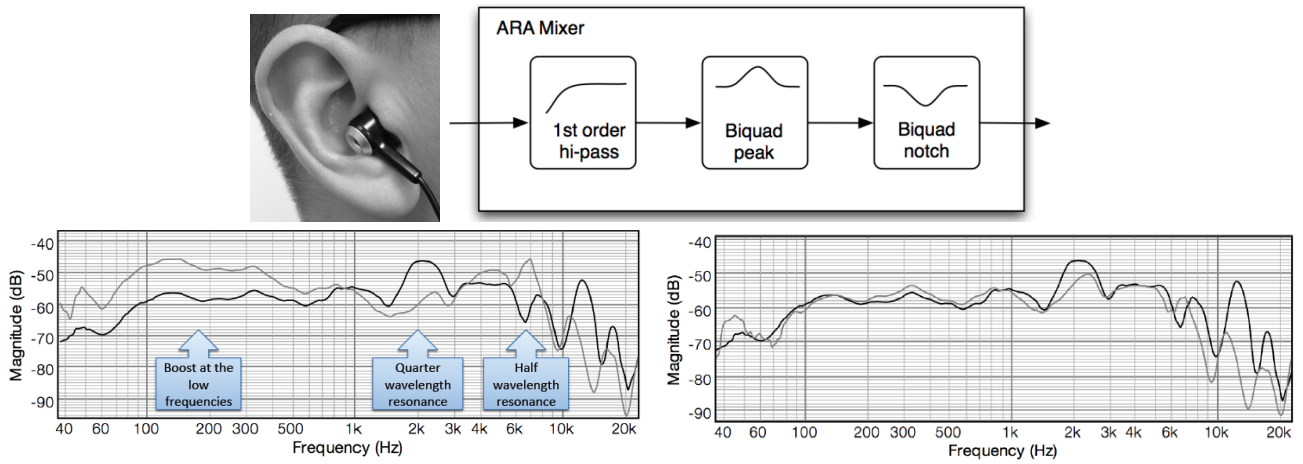 ARA Mixer
1st order
hi-pass
Biquad
peak
Biquad
notch
Magnitude (dB)
-40
-50
-60
-70
-80
-90
Boost at the
low
frequencies
Quarter
wavelength
resonance
Half
wavelength
resonance
40 60 100 200 300 500 1k 2k 3k 4k 6k 10k 20k
Frequency (Hz)
Magnitude (dB)
-40
-50
-60
-70
-80
-90
40 60 100 200 300 500 1k 2k 3k 4k 6k 10k 20k
Frequency (Hz)